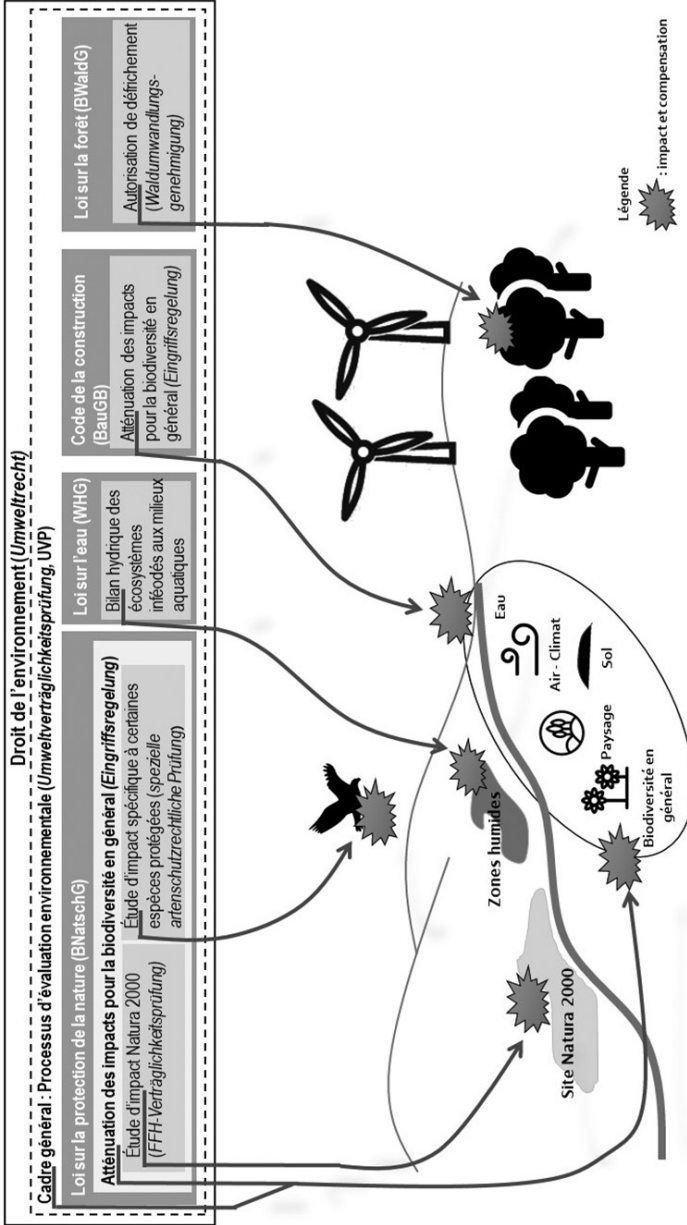 Droit de l'environnement (Umweltrecht)
Cadre général : Processus d'évaluation environnementale (Umweltverträglichkeitsprüfung, UVP)
Loi sur la protection de la nature (BNatschG)
Atténuation des impacts pour la biodiversité en général (Eingriffsregelung)
Étude d'impact Natura 2000
(FFH-Verträglichkeitsprüfung)
Étude d'impact spécifique à certaines
espèces protégées (spezielle
artenschutzrechtliche Prüfung)
Loi sur l'eau (WHG)
Bilan hydrique des
écosystèmes
inféodés aux milieux
aquatiques
Code de la construction
(BauGB)
Atténuation des impacts
pour la biodiversité en
général (Eingriffsregelung)
Loi sur la forêt (BWaldG)
Autorisation de défrichement
(Waldumwandlungs-
genehmigung)
Site Natura 2000
Zones humides
Eau
Air - Climat
Sol
Paysage
Biodiversité en
général
Légende
: impact et compensation